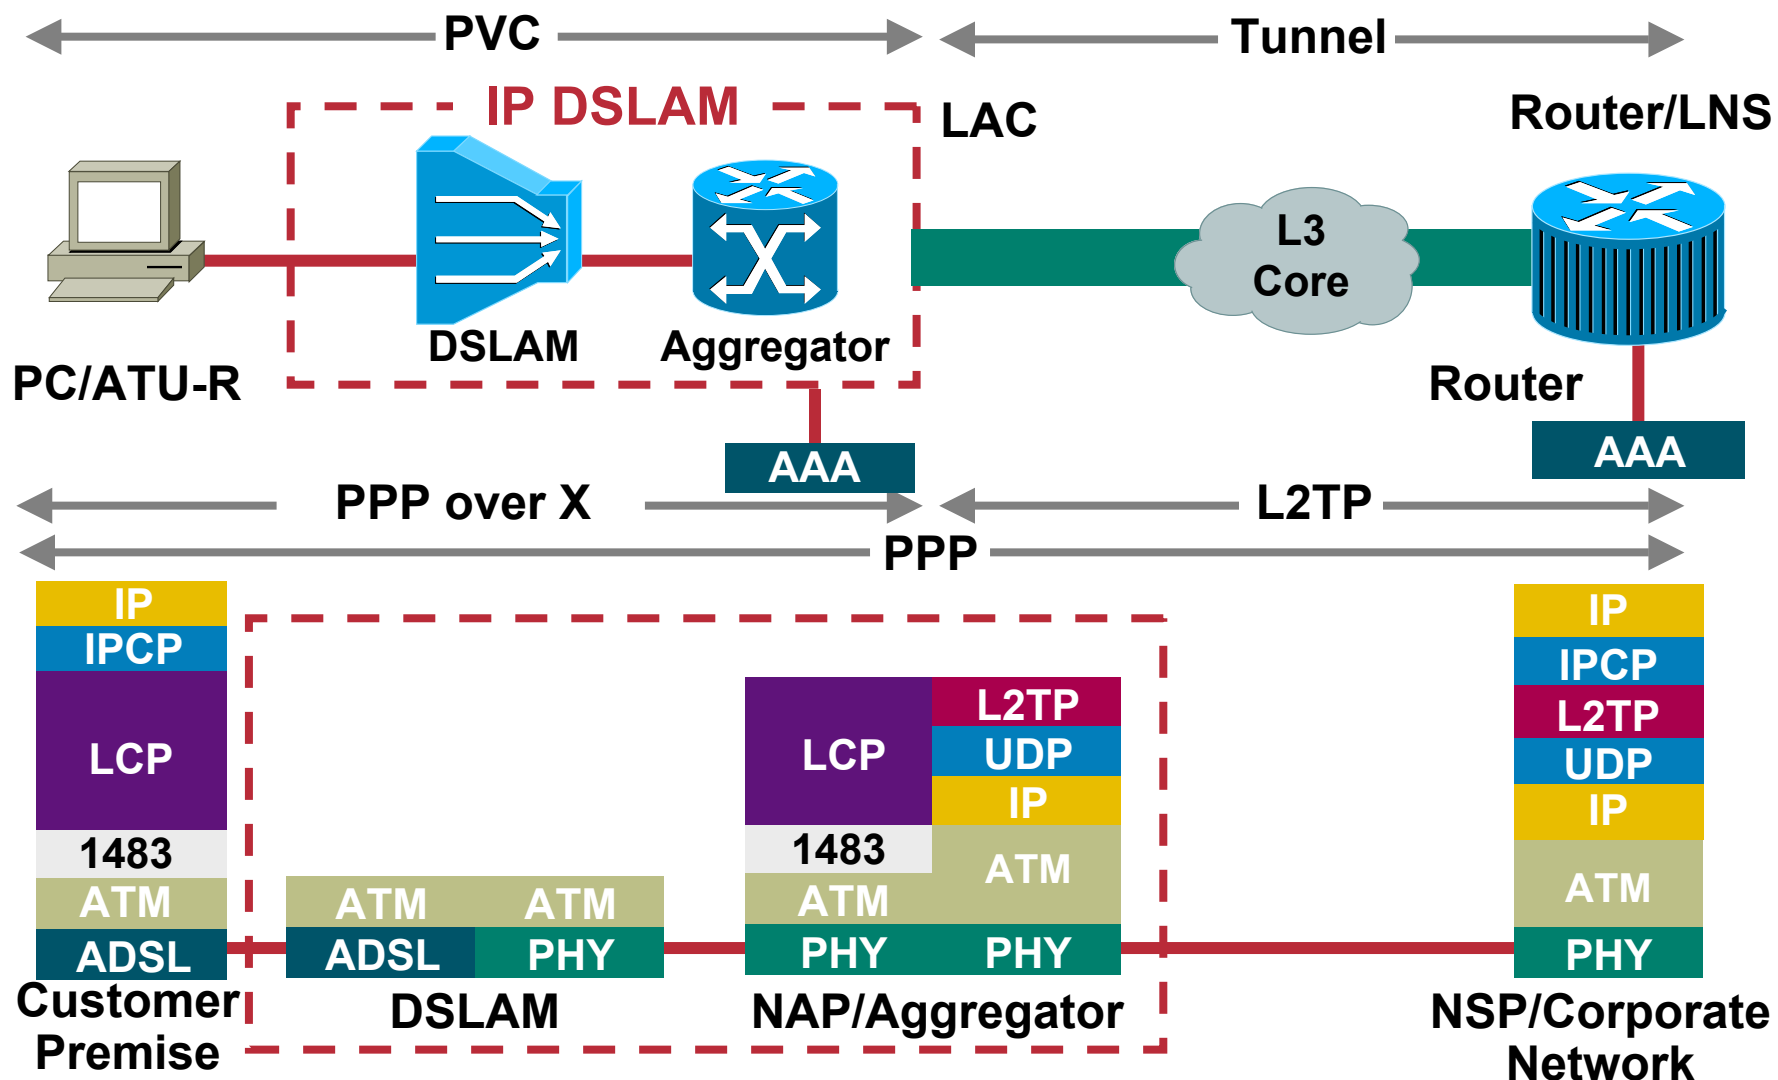 PVC
Tunnel
IP DSLAM
LAC
Router/LNS
L3
Core
DSLAM
Aggregator
PC/ATU-R
Router
AAA
AAA
PPP over X
L2TP
PPP
IP
IPCP
LCP
1483
ATM
ADSL
Customer
Premise
ATM
ATM
ADSL
PHY
DSLAM
LCP
1483
ATM
PHY
L2TP
UDP
IP
ATM
PHY
NAP/Aggregator
IP
IPCP
L2TP
UDP
IP
ATM
PHY
NSP/Corporate
Network